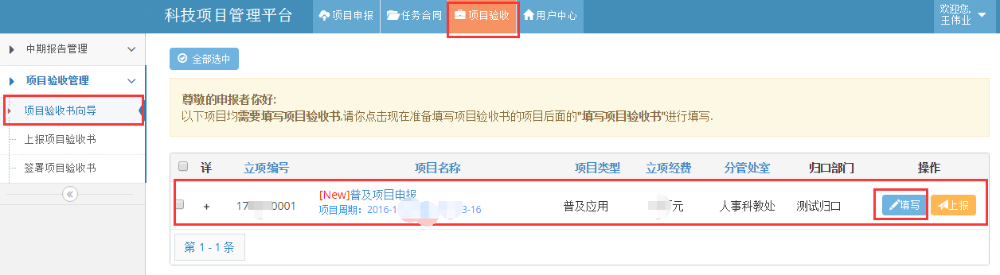 科技项目管理平台 项目申报 任务合同 项目验收 用户中心 欢迎您,
王伟业
中期报告管理
项目验收管理
项目验收书向导
上报项目验收书
签署项目验收书
全部选中
尊敬的申报者你好:
以下项目均需要填写项目验收书,请你点击现在准备填写项目验收书的项目后面的"填写项目验收书"进行填写.
详 立项编号 项目名称 项目类型 立项经费 分管处室 归口部门 操作
+ 17 0001 [New]普及项目申报 普及应用 万元 人事科教处 测试归口 填写 上报
项目周期：2016-1 3-16
第 1 - 1 条